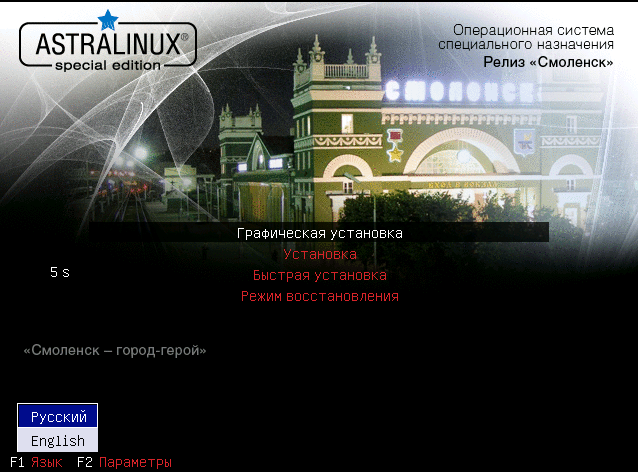 ASTRALINUX®
special edition
Операционная система
специального назначения
Релиз «Смоленск»
СМОЛЕНСК
ВХОД В ВОКЗАЛ
Графическая установка
Установка
5 s
Быстрая установка
Режим восстановления
«Смоленск – город-герой»
Русский
English
F1 Язык F2 Параметры